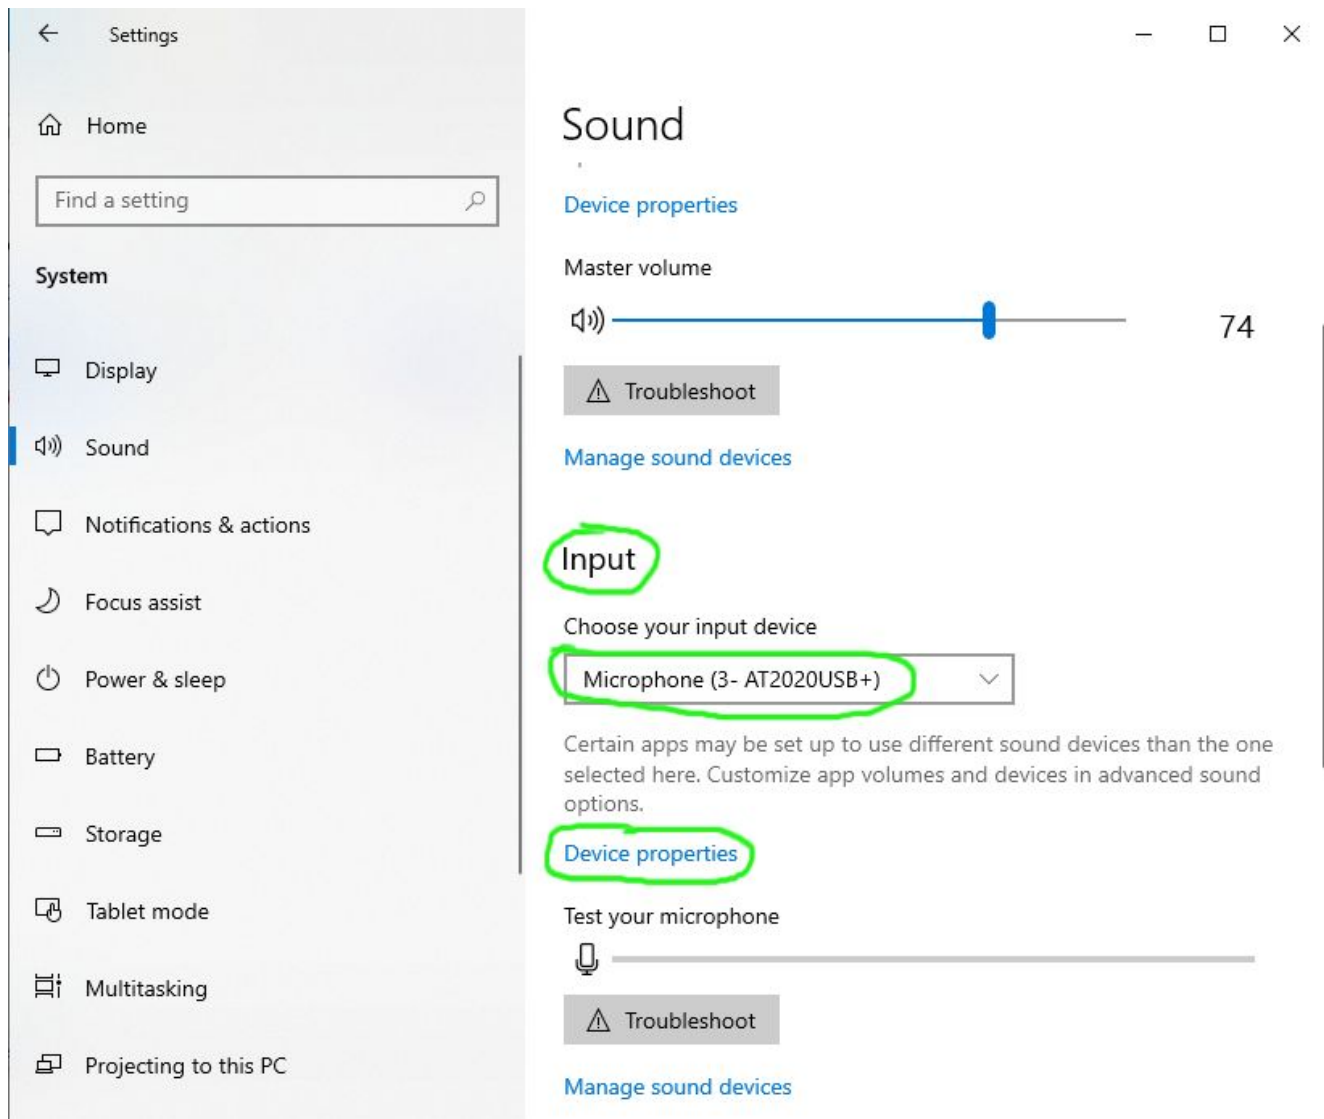 Settings
Home
Find a setting
System
Display
Sound
Notifications & actions
Focus assist
Power & sleep
Battery
Storage
Tablet mode
Multitasking
Projecting to this PC
Sound
Device properties
Master volume
74
Troubleshoot
Manage sound devices
Input
Choose your input device
Microphone (3- AT2020USB+)
Certain apps may be set up to use different sound devices than the one
selected here. Customize app volumes and devices in advanced sound
options.
Device properties
Test your microphone
Troubleshoot
Manage sound devices